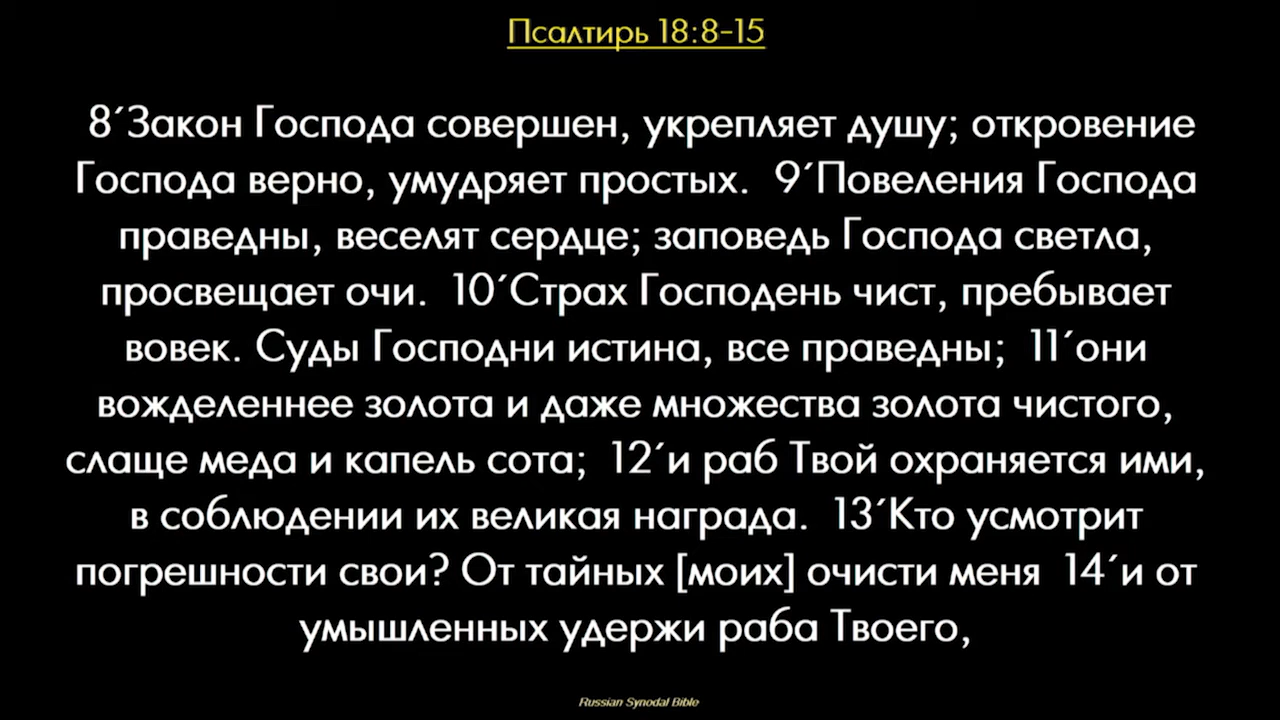 Псалтирь 18:8-15
8´Закон Господа совершен, укрепляет душу; откровение
Господа верно, умудряет простых. 9´Повеления Господа
праведны, веселят сердце; заповедь Господа светла,
просвещает очи. 10´Страх Господень чист, пребывает
вовек. Суды Господни истина, все праведны; 11´они
вожделеннее золота и даже множества золота чистого,
слаще меда и капель сота; 12´и раб Твой охраняется ими,
в соблюдении их великая награда. 13´Кто усмотрит
погрешности свои? От тайных [моих] очисти меня 14´и от
умышленных удержи раба Твоего,
Russian Synodal Bible